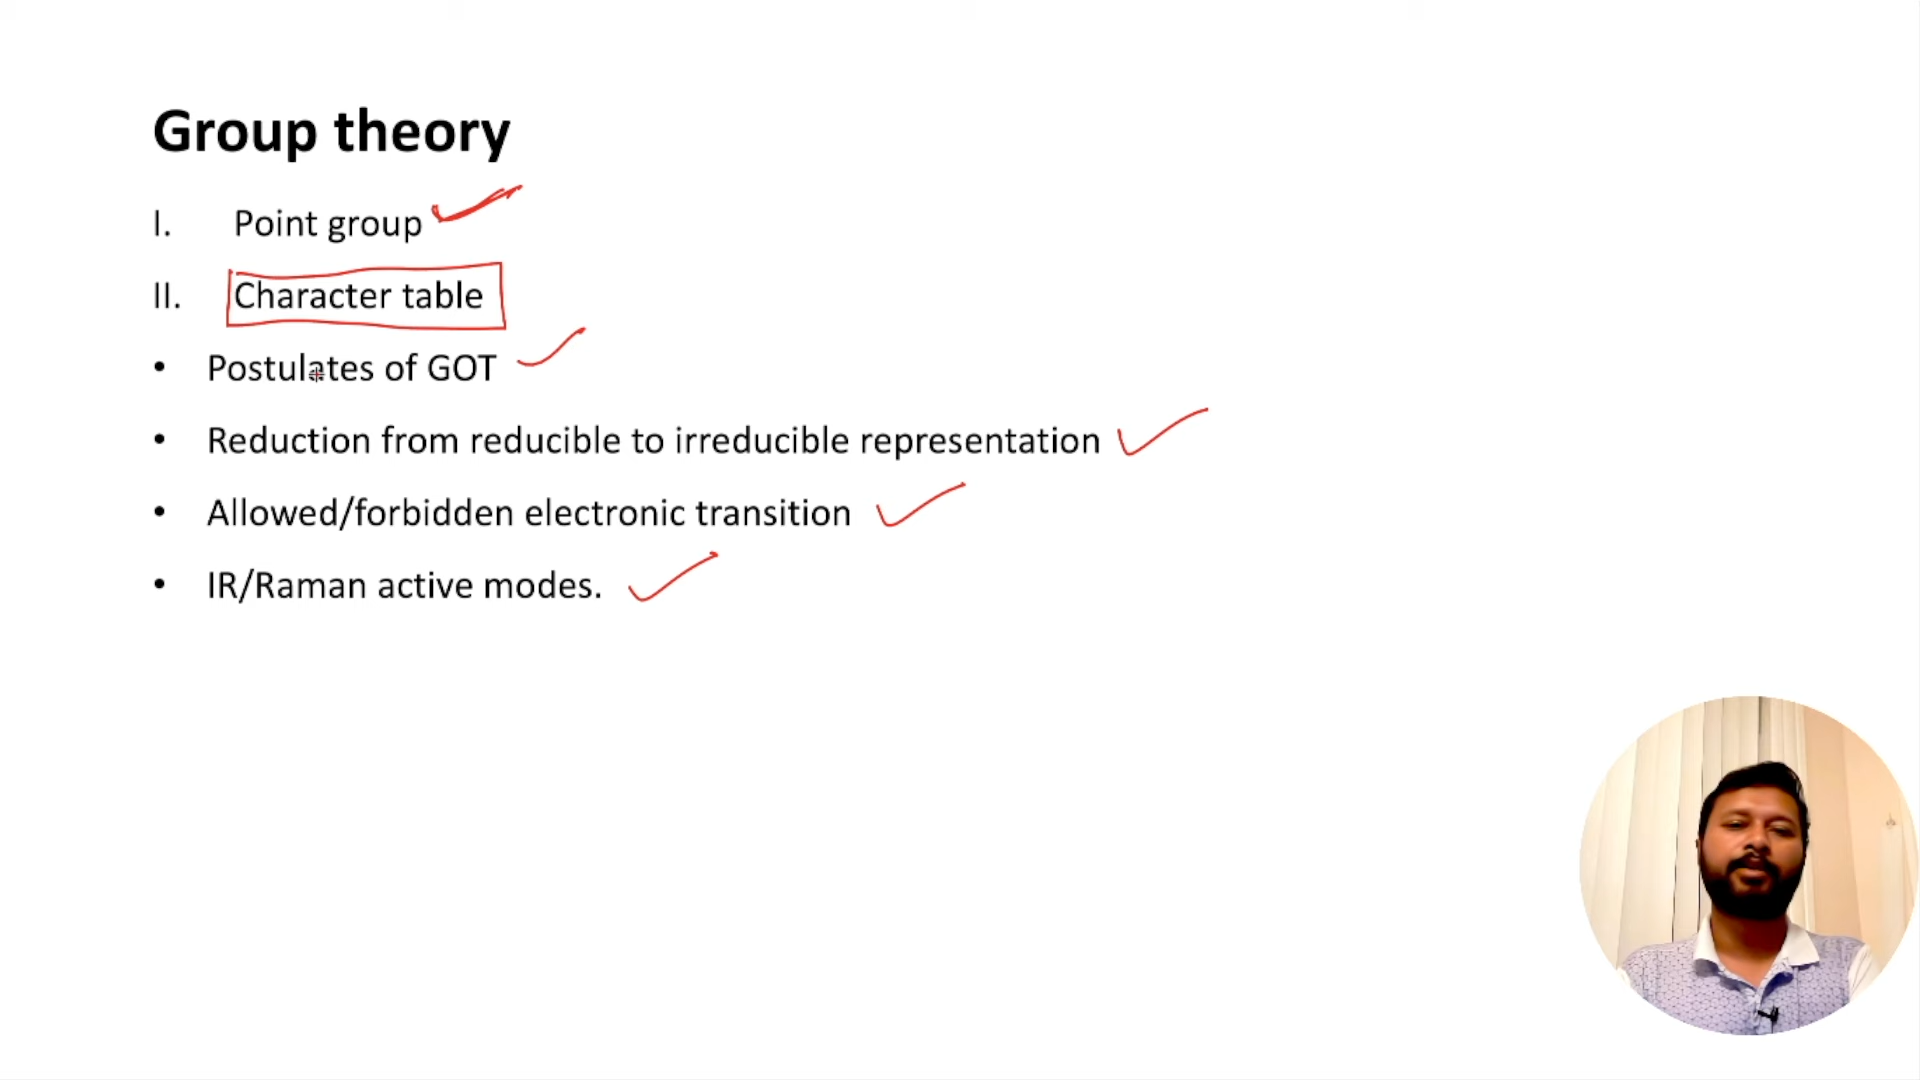 Group theory
I. Point group
II. Character table
• Postulates of GOT
• Reduction from reducible to irreducible representation
• Allowed/forbidden electronic transition
• IR/Raman active modes.